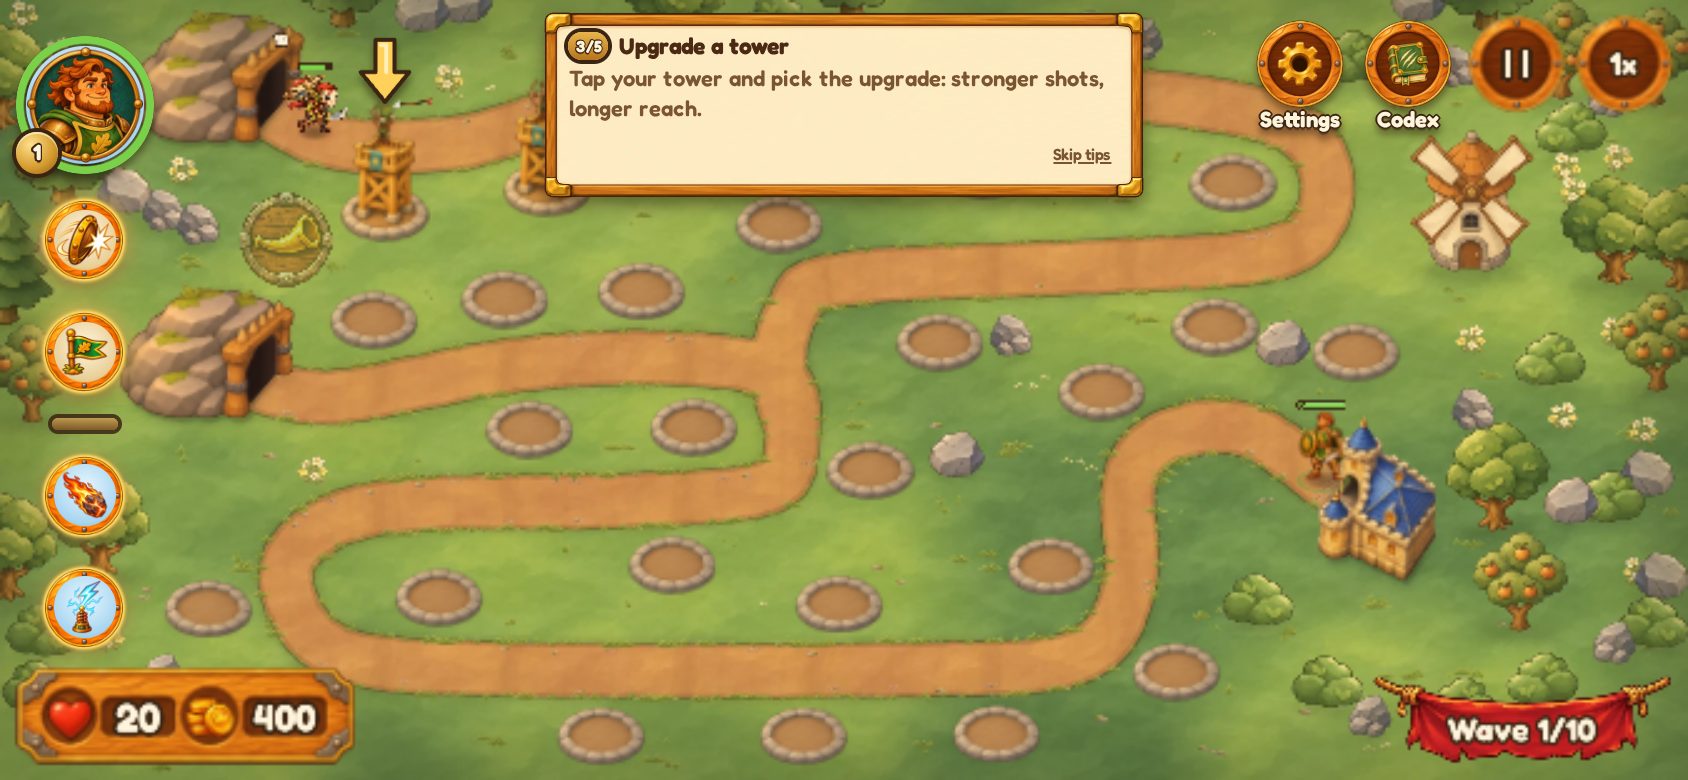 3/5 Upgrade a tower
Tap your tower and pick the upgrade: stronger shots,
longer reach.
Skip tips
1x
Settings
Codex
1
20
400
Wave 1/10